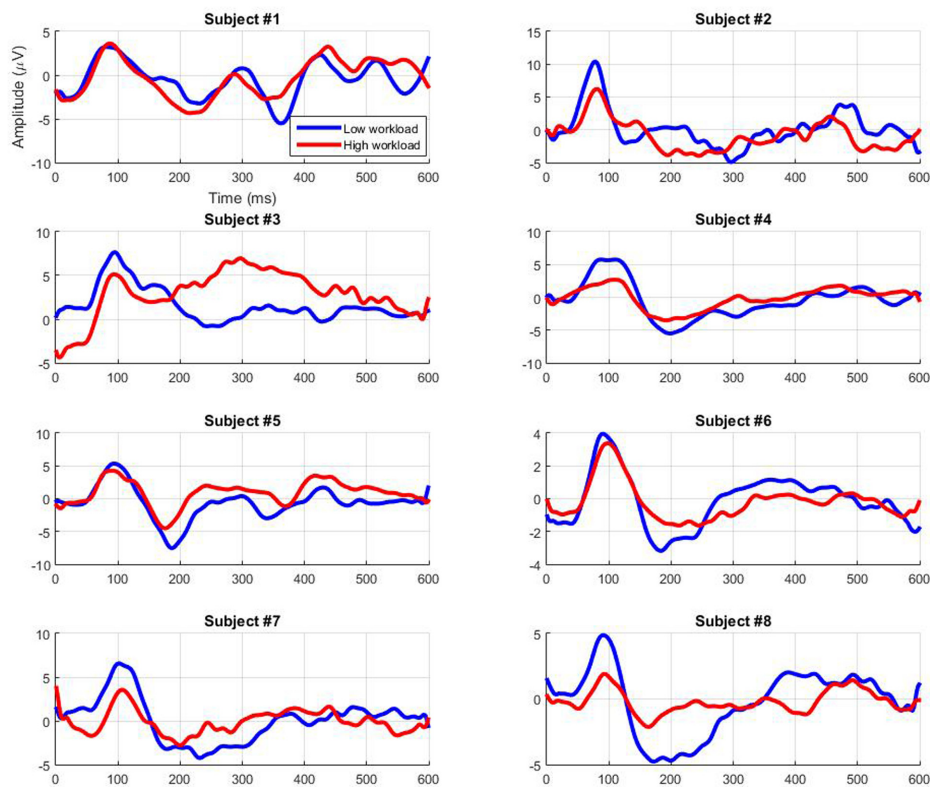 Subject #1
Amplitude (μV)
5
0
-5
-10
0 100 200 300 400 500 600
Time (ms)
Low workload
High workload
Subject #2
15
10
5
0
-5
0 100 200 300 400 500 600
Subject #3
10
5
0
-5
0 100 200 300 400 500 600
Subject #4
10
5
0
-5
-10
0 100 200 300 400 500 600
Subject #5
10
5
0
-5
-10
0 100 200 300 400 500 600
Subject #6
4
2
0
-2
-4
0 100 200 300 400 500 600
Subject #7
10
5
0
-5
0 100 200 300 400 500 600
Subject #8
5
0
-5
0 100 200 300 400 500 600